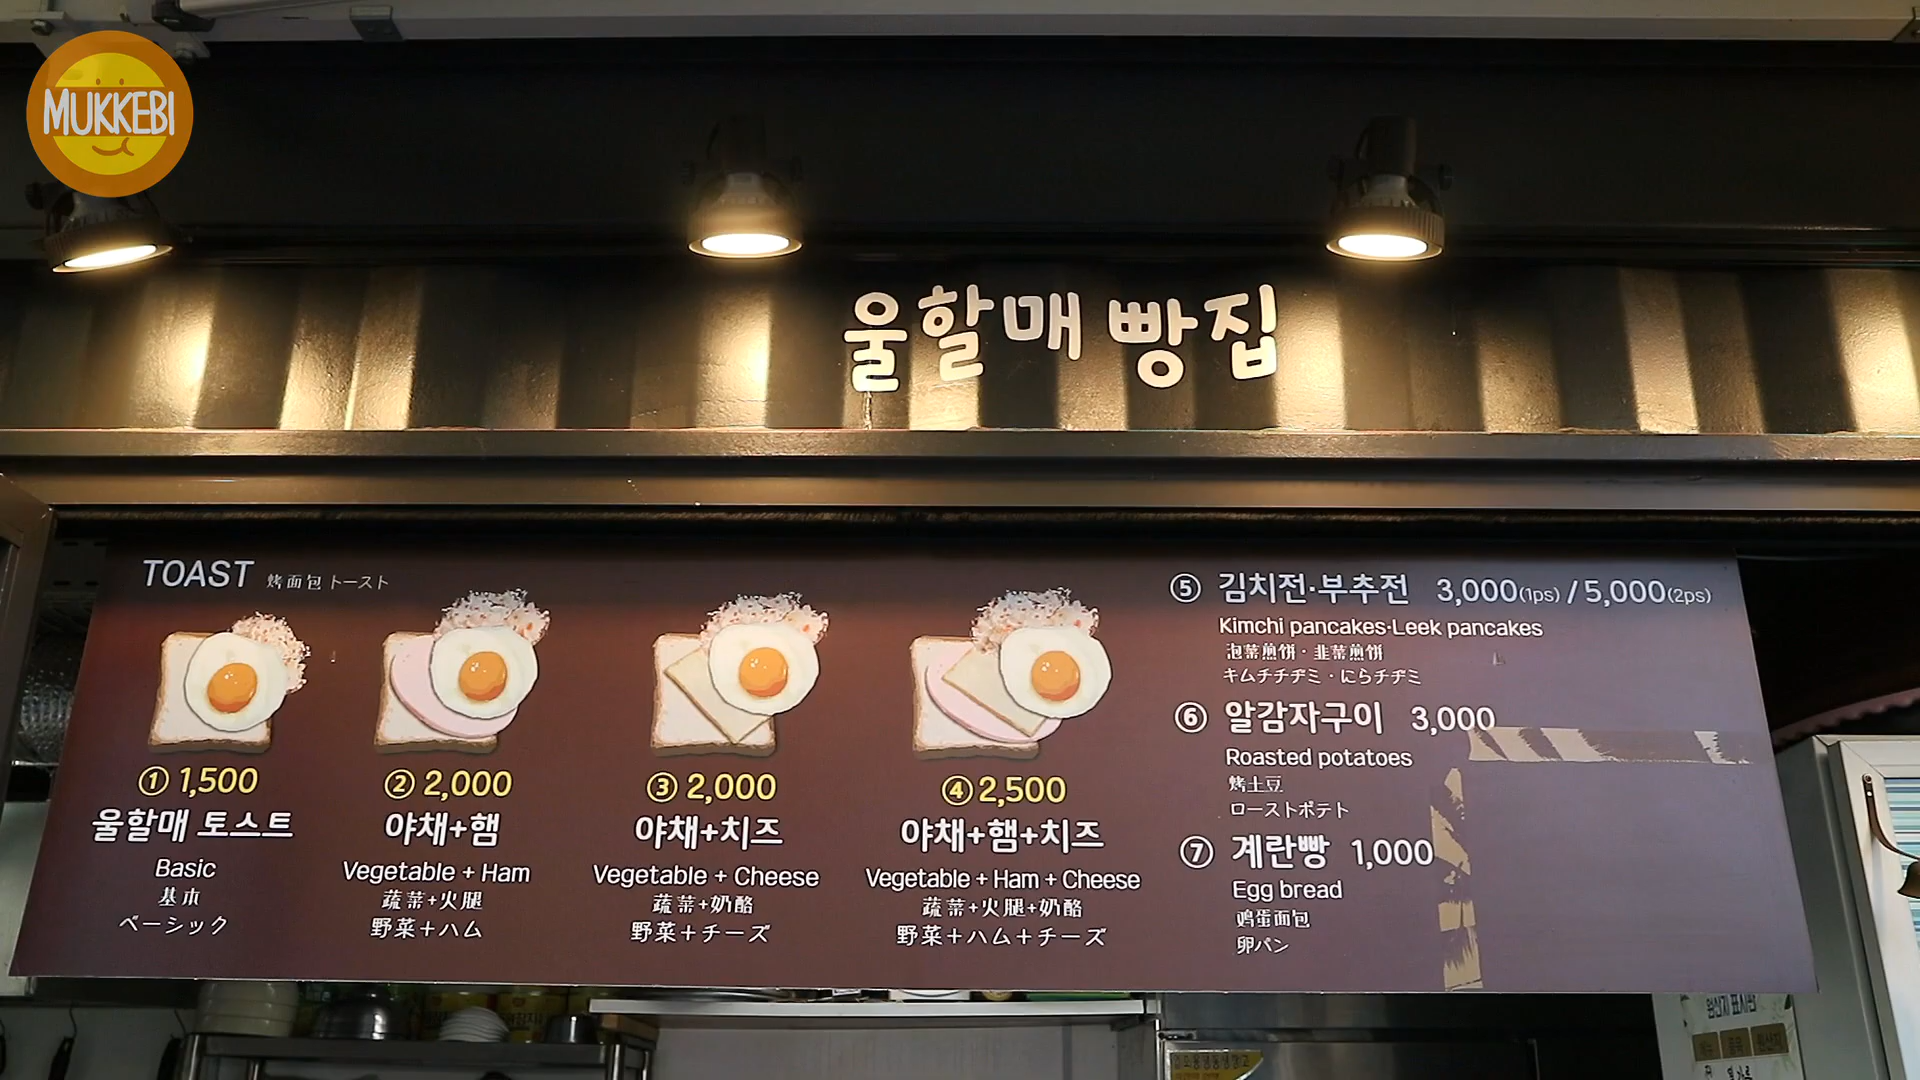 MUKKEBI
울할매 빵집
TOAST 烤面包 トースト
① 1,500
울할매 토스트
Basic
基本
ベーシック
② 2,000
야채+햄
Vegetable + Ham
蔬菜+火腿
野菜+ハム
③ 2,000
야채+치즈
Vegetable + Cheese
蔬菜+奶酪
野菜+チーズ
④ 2,500
야채+햄+치즈
Vegetable + Ham + Cheese
蔬菜+火腿+奶酪
野菜+ハム+チーズ
⑤ 김치전·부추전 3,000(1ps) / 5,000(2ps)
Kimchi pancakes·Leek pancakes
泡菜煎饼·韭菜煎饼
キムチチヂミ·にらチヂミ
⑥ 알감자구이 3,000
Roasted potatoes
烤土豆
ローストポテト
⑦ 계란빵 1,000
Egg bread
鸡蛋面包
卵パン
원산지 표시판